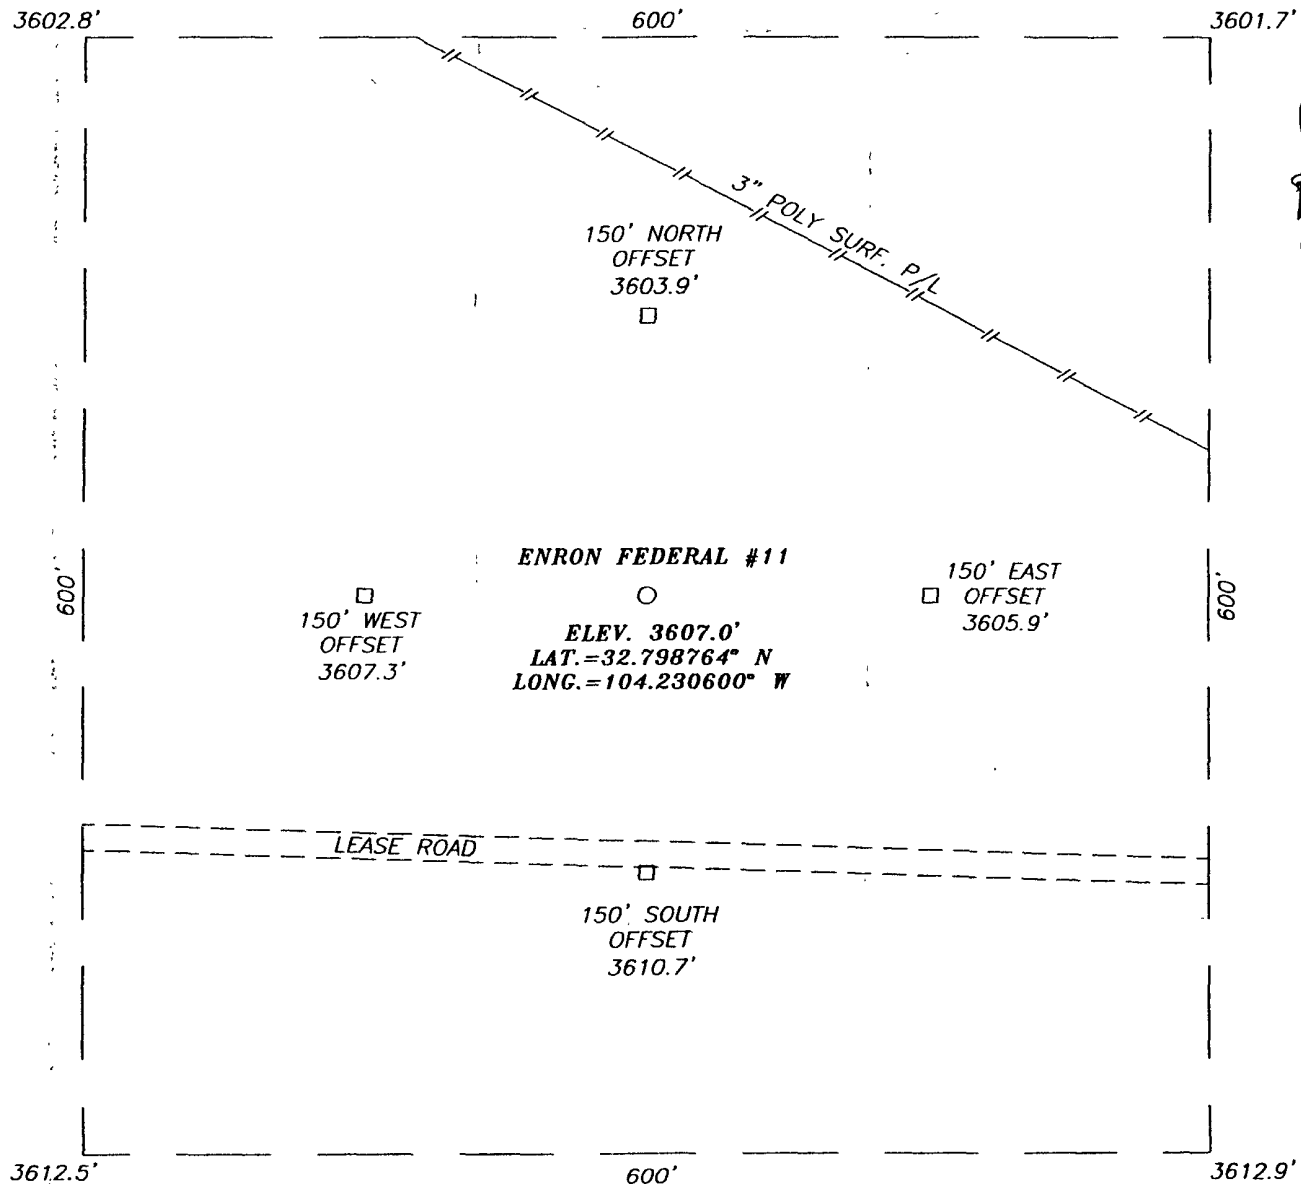 3602.8'
600'
3601.7'
3" POLY SURF. P/L
150' NORTH
OFFSET
3603.9'
600'
ENRON FEDERAL #11
150' WEST
OFFSET
3607.3'
ELEV. 3607.0'
LAT.=32.798764° N
LONG.=104.230600° W
150' EAST
OFFSET
3605.9'
600'
LEASE ROAD
150' SOUTH
OFFSET
3610.7'
3612.5'
600'
3612.9'